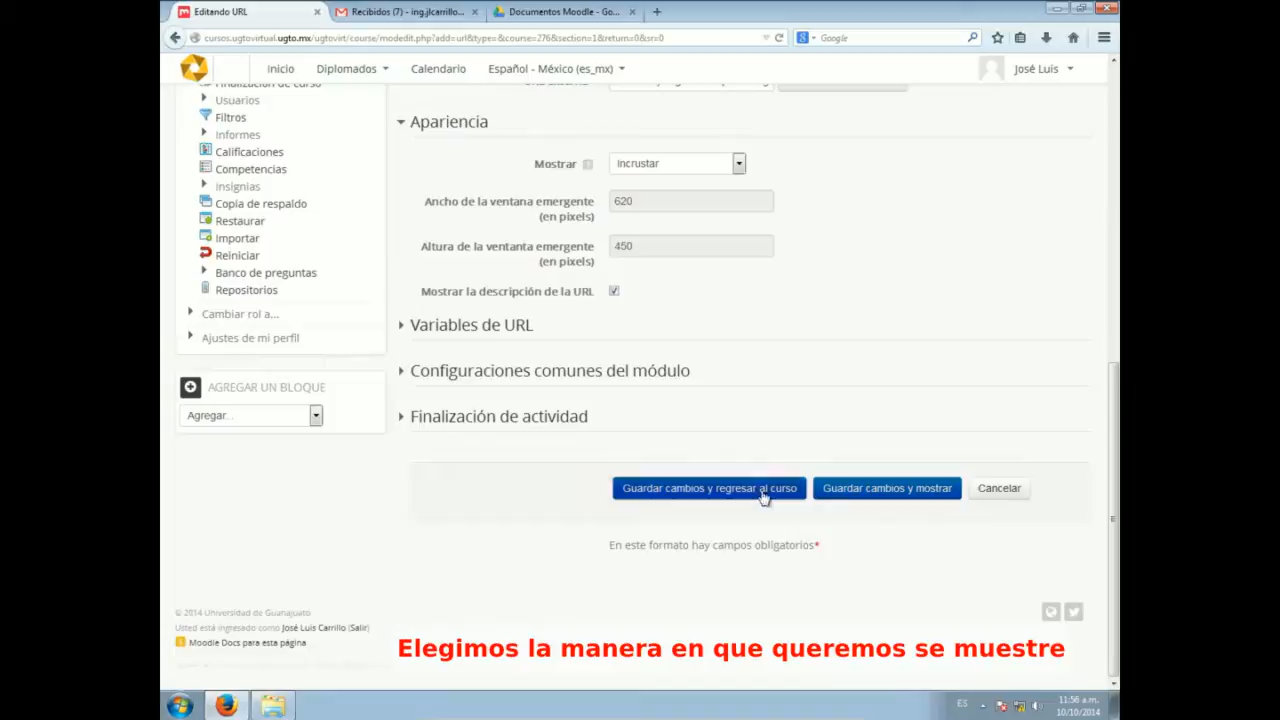 Editando URL
Recibidos (7) - ing.jlcarrillo...
Documentos Moodle - Go...
cursos.ugtovirtual.ugto.mx/ugtovirt/course/modedit.php?add=url&type=&course=276&section=1&return=0&sr=0
Google
Inicio
Diplomados
Calendario
Español - México (es_mx)
José Luis
Finalización de curso
Usuarios
Filtros
Informes
Calificaciones
Competencias
Insignias
Copia de respaldo
Restaurar
Importar
Reiniciar
Banco de preguntas
Repositorios
Cambiar rol a...
Ajustes de mi perfil
AGREGAR UN BLOQUE
Agregar...
Apariencia
Mostrar
Incrustar
Ancho de la ventana emergente
(en pixels)
620
Altura de la ventanta emergente
(en pixels)
450
Mostrar la descripción de la URL
Variables de URL
Configuraciones comunes del módulo
Finalización de actividad
Guardar cambios y regresar al curso
Guardar cambios y mostrar
Cancelar
En este formato hay campos obligatorios*
© 2014 Universidad de Guanajuato
Usted está ingresado como José Luis Carrillo (Salir)
Moodle Docs para esta página
Elegimos la manera en que queremos se muestre
ES
11:56 a.m.
10/10/2014